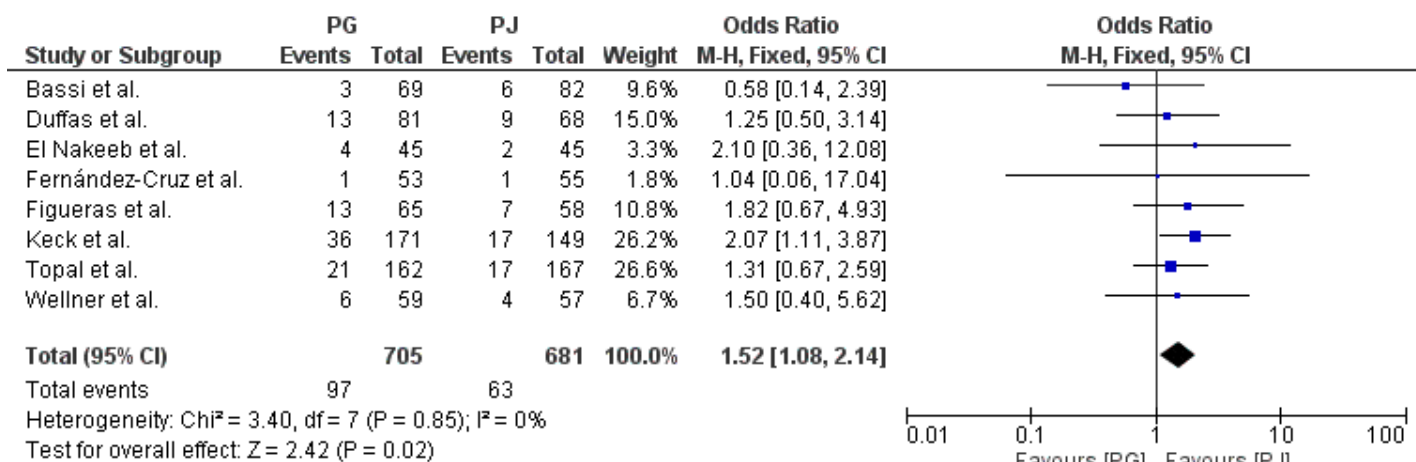 PG PJ Odds Ratio Odds Ratio
Study or Subgroup Events Total Events Total Weight M-H, Fixed, 95% CI M-H, Fixed, 95% CI
Bassi et al. 3 69 6 82 9.6% 0.58 [0.14, 2.39]
Duffas et al. 13 81 9 68 15.0% 1.25 [0.50, 3.14]
El Nakeeb et al. 4 45 2 45 3.3% 2.10 [0.36, 12.08]
Fernández-Cruz et al. 1 53 1 55 1.8% 1.04 [0.06, 17.04]
Figueras et al. 13 65 7 58 10.8% 1.82 [0.67, 4.93]
Keck et al. 36 171 17 149 26.2% 2.07 [1.11, 3.87]
Topal et al. 21 162 17 167 26.6% 1.31 [0.67, 2.59]
Wellner et al. 6 59 4 57 6.7% 1.50 [0.40, 5.62]
Total (95% CI) 705 681 100.0% 1.52 [1.08, 2.14]
Total events 97 63
Heterogeneity: Chi² = 3.40, df = 7 (P = 0.85); I² = 0%
Test for overall effect: Z = 2.42 (P = 0.02)
0.01 0.1 1 10 100
Favours [PG] Favours [PJ]